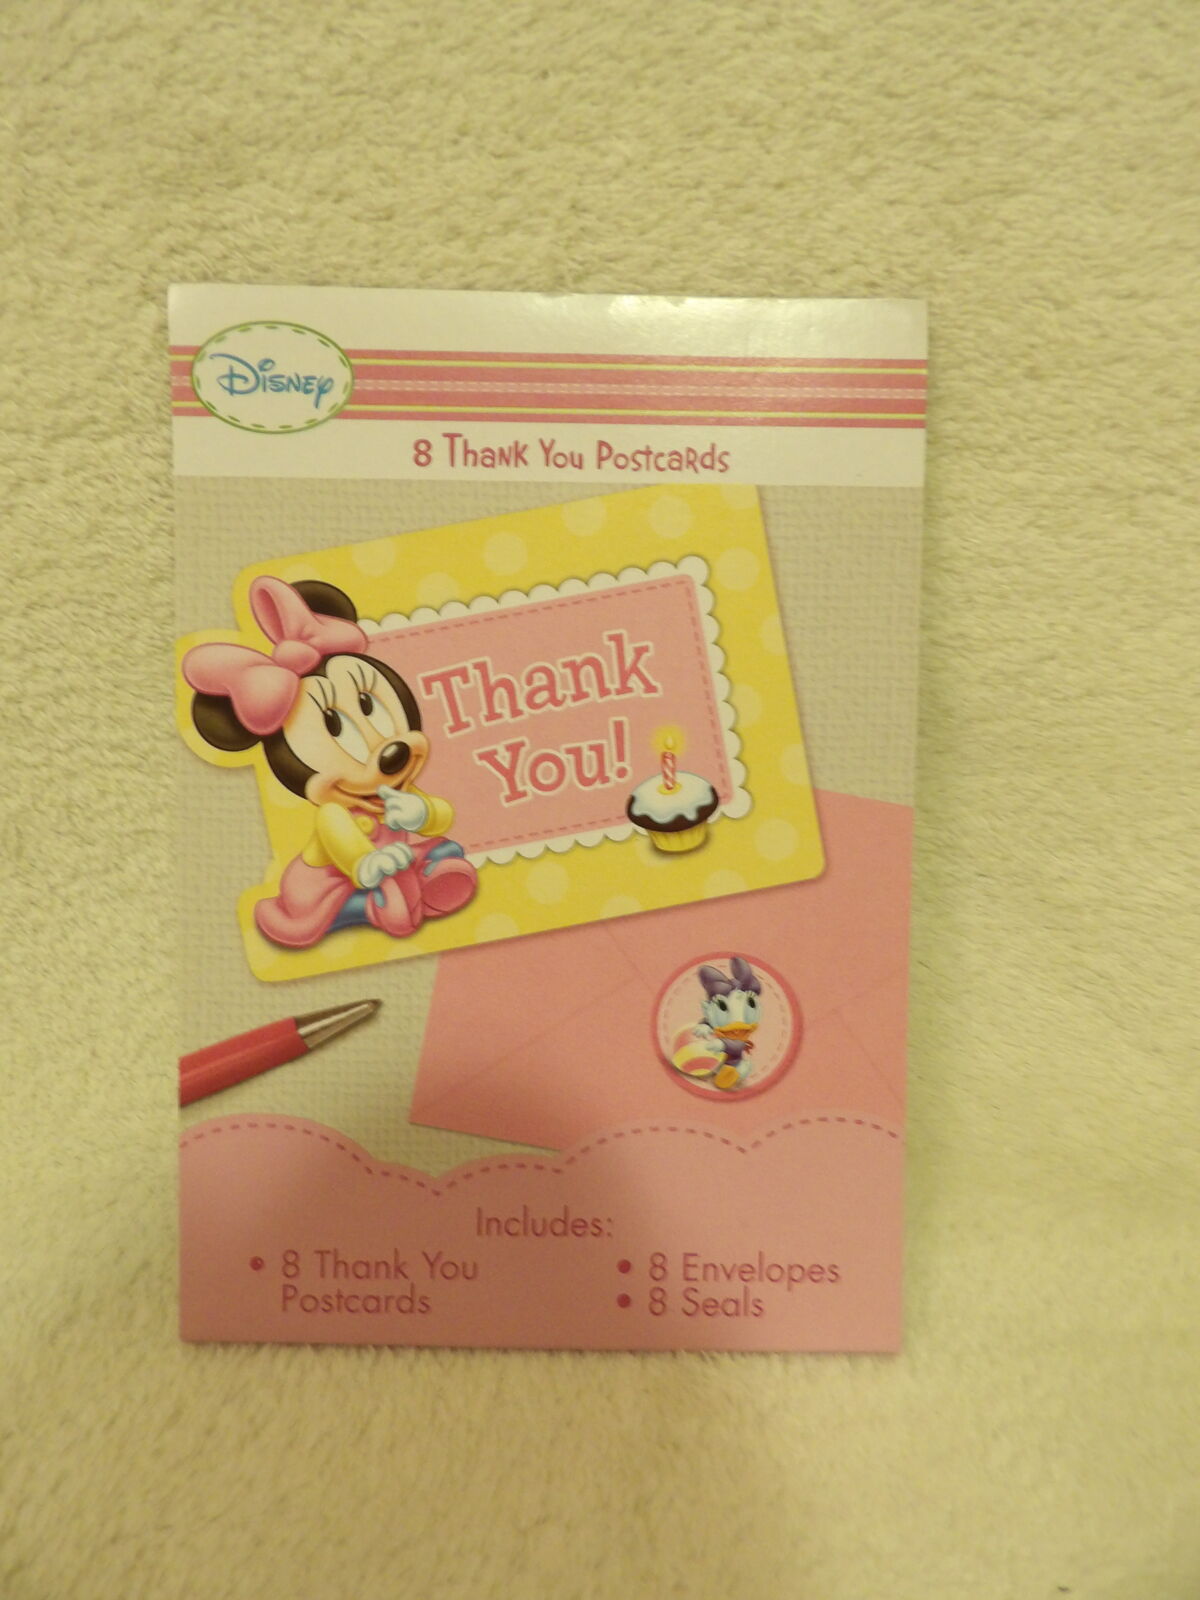 Disney
8 Thank You Postcards
Thank
You!
Includes:
• 8 Thank You
Postcards
• 8 Envelopes
• 8 Seals